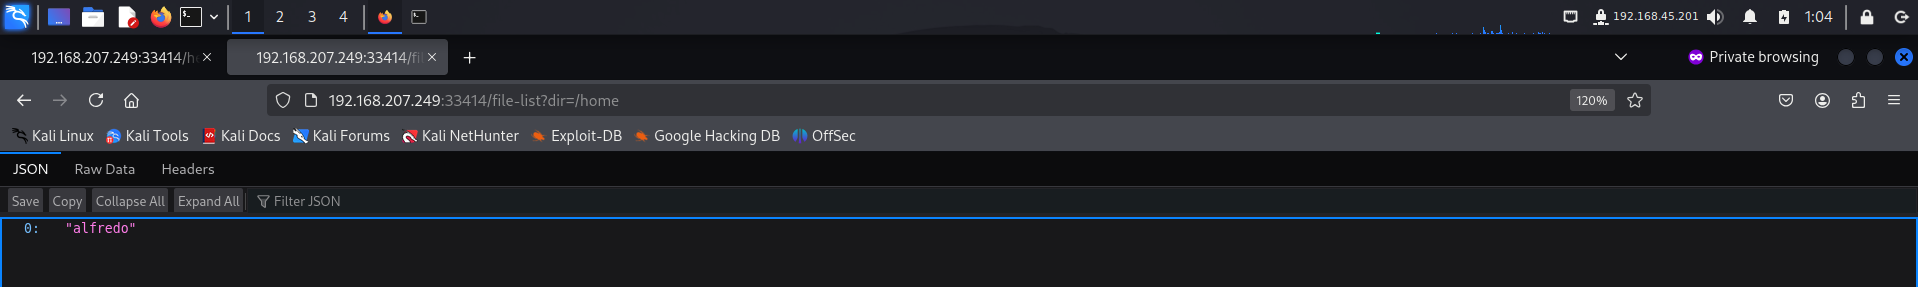 1 2 3 4 192.168.45.201 1:04
192.168.207.249:33414/he 192.168.207.249:33414/fil Private browsing
192.168.207.249:33414/file-list?dir=/home 120%
Kali Linux Kali Tools Kali Docs Kali Forums Kali NetHunter Exploit-DB Google Hacking DB OffSec
JSON Raw Data Headers
Save Copy Collapse All Expand All Filter JSON
0: "alfredo"